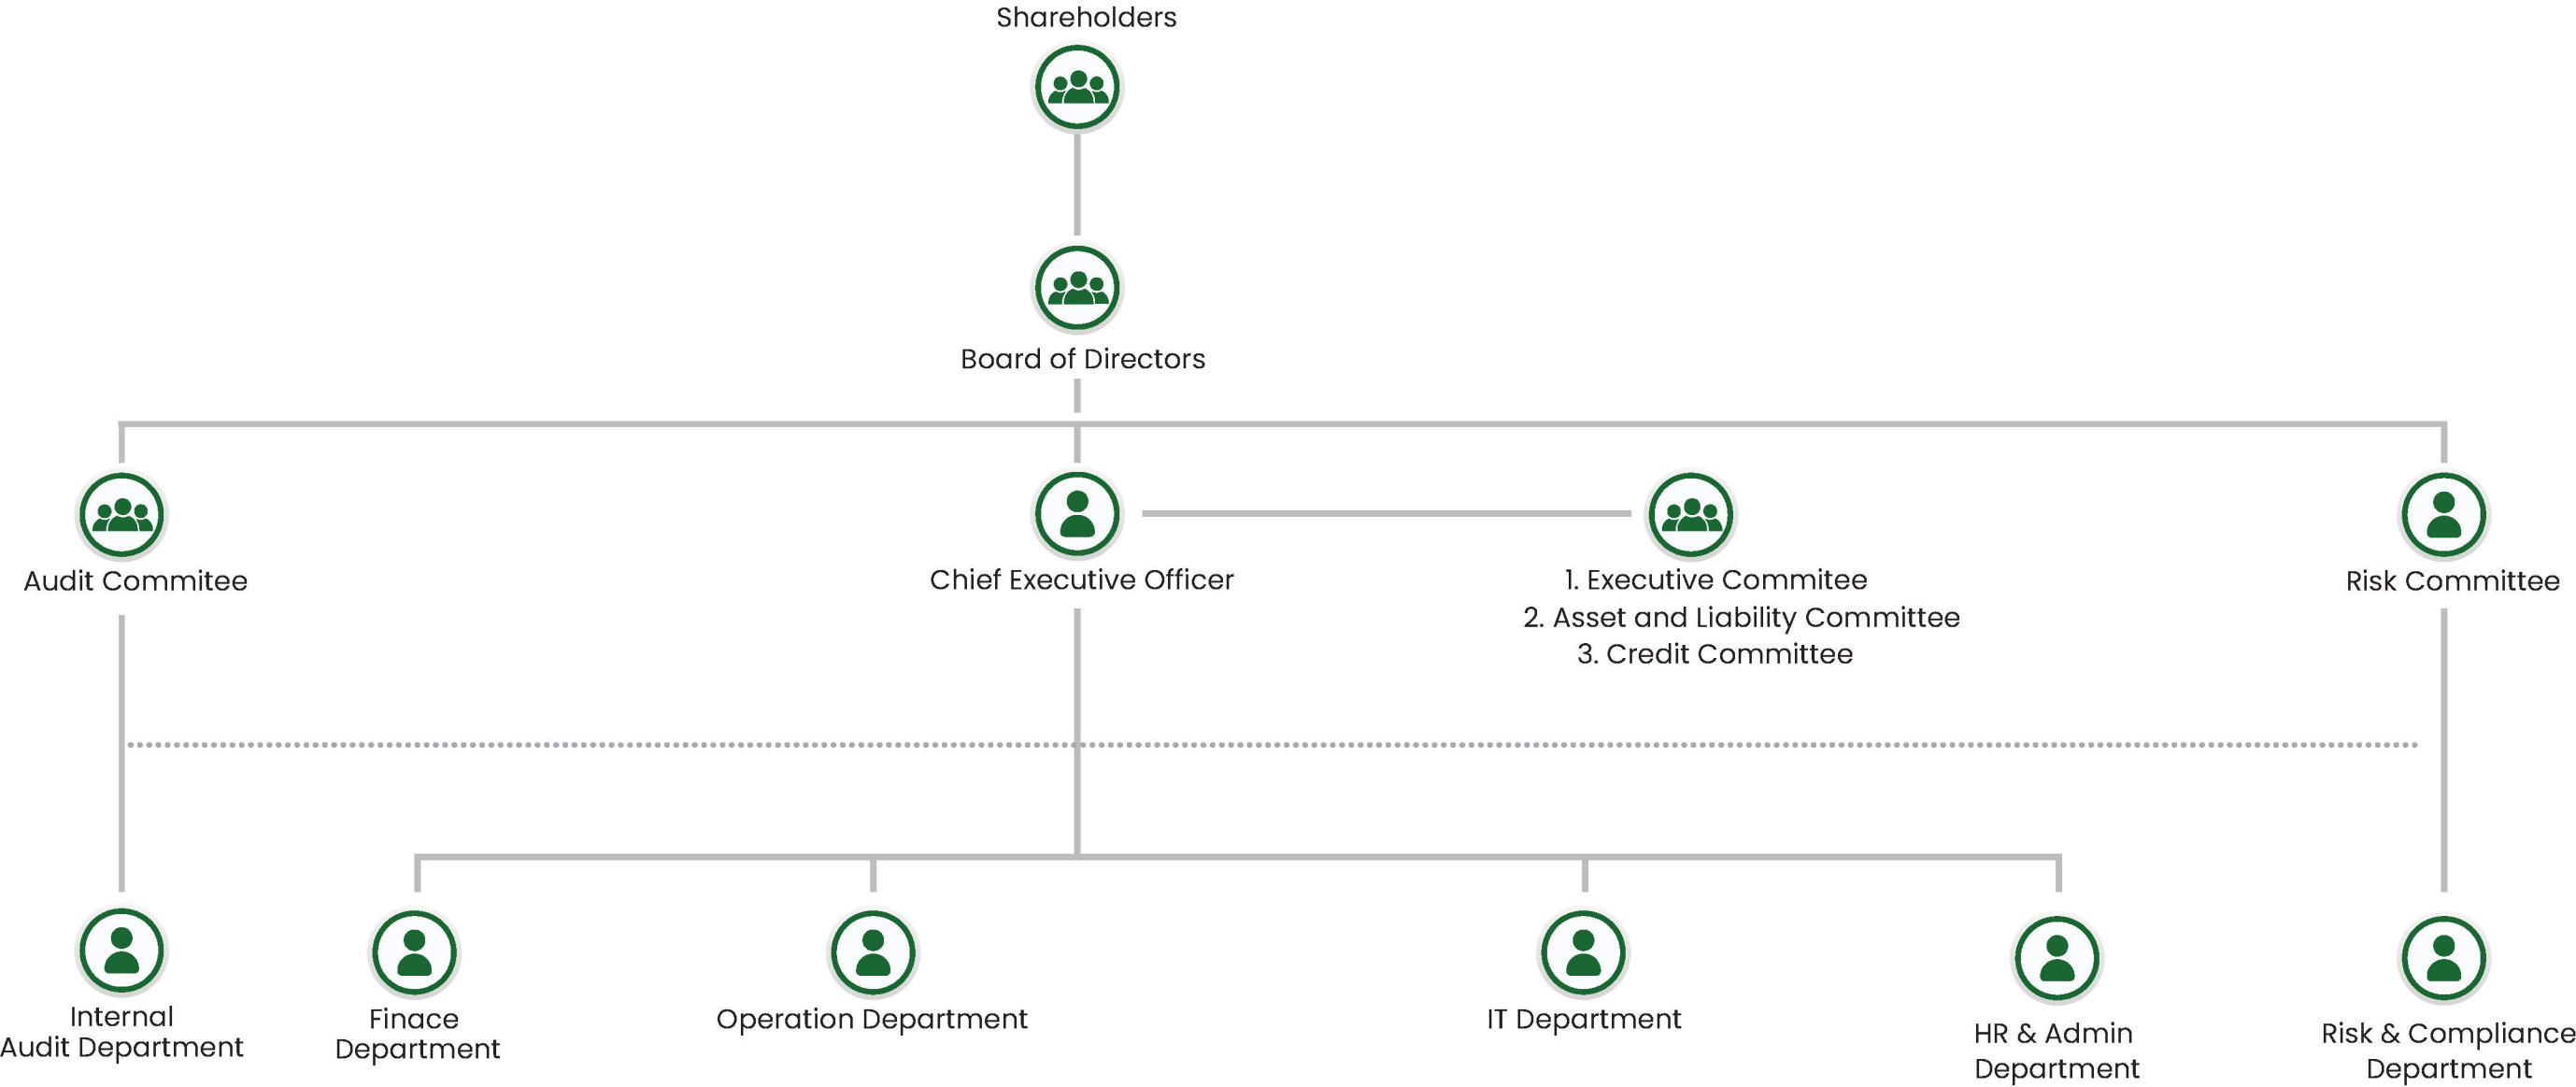 Shareholders
Board of Directors
Audit Commitee
Chief Executive Officer
1. Executive Commitee
2. Asset and Liability Committee
3. Credit Committee
Risk Committee
Internal
Audit Department
Finace
Department
Operation Department
IT Department
HR & Admin
Department
Risk & Compliance
Department